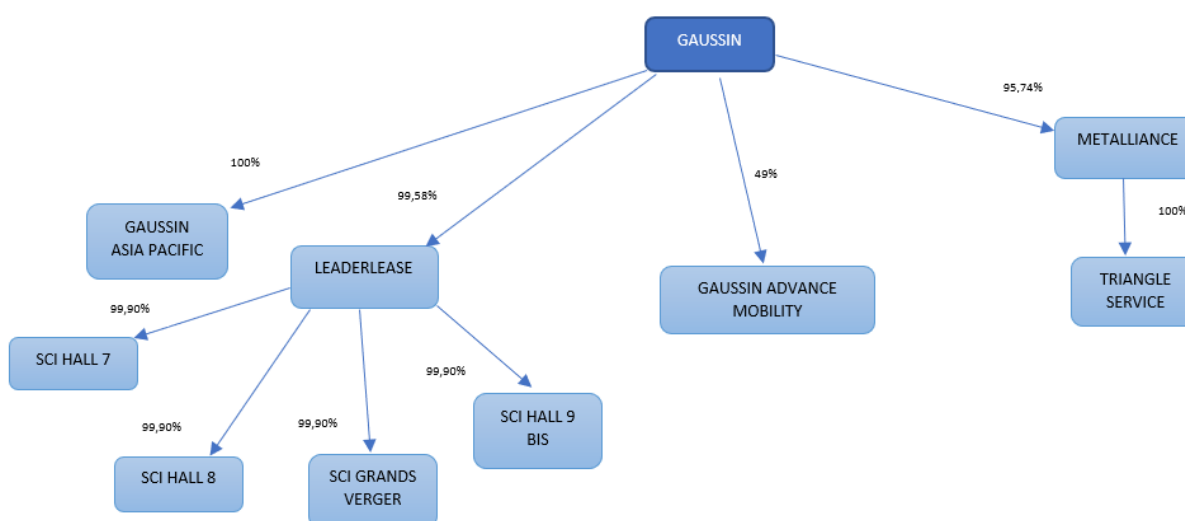 GAUSSIN
95,74%
METALLIANCE
100%
49%
99,58%
100%
GAUSSIN
ASIA PACIFIC
LEADERLEASE
GAUSSIN ADVANCE
MOBILITY
TRIANGLE
SERVICE
99,90%
SCI HALL 7
99,90%
SCI HALL 9
BIS
99,90%
99,90%
SCI HALL 8
SCI GRANDS
VERGER